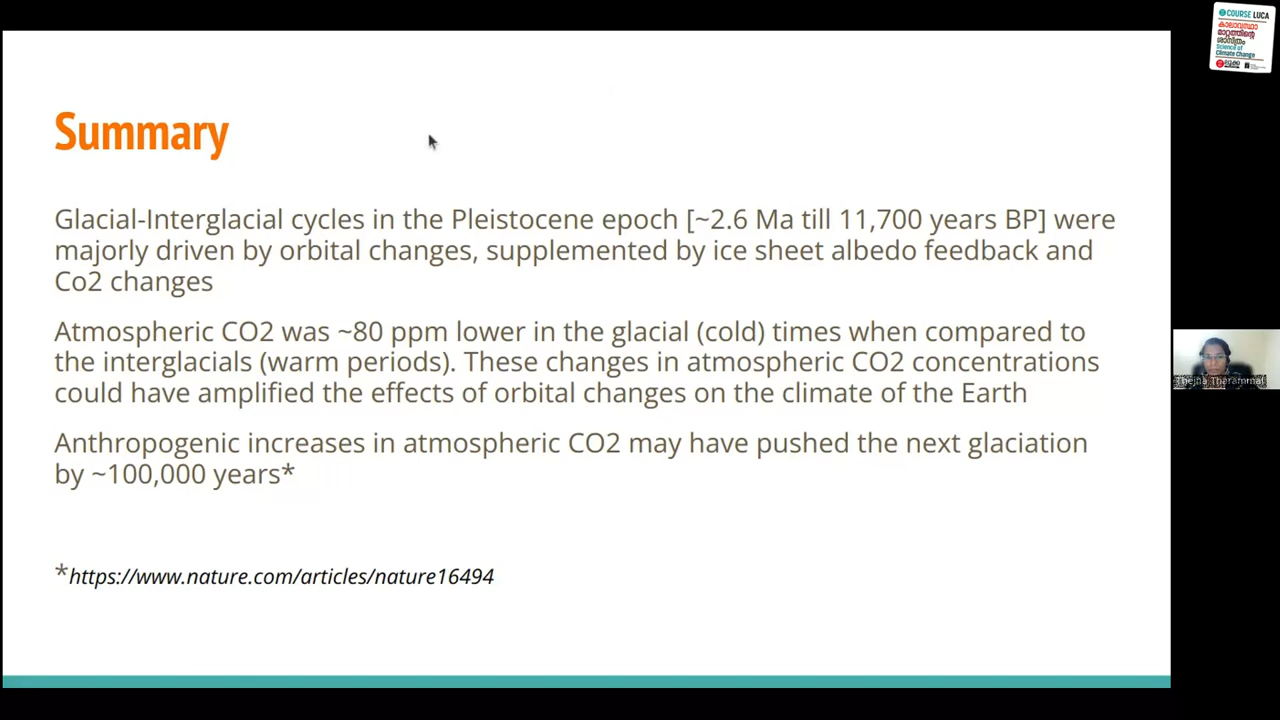 COURSE LUCA
കാലാവസ്ഥാ
മാറ്റത്തിന്റെ
ശാസ്ത്രം
Science of
Climate Change
ലൂക്ക
Summary
Glacial-Interglacial cycles in the Pleistocene epoch [~2.6 Ma till 11,700 years BP] were
majorly driven by orbital changes, supplemented by ice sheet albedo feedback and
Co2 changes
Atmospheric CO2 was ~80 ppm lower in the glacial (cold) times when compared to
the interglacials (warm periods). These changes in atmospheric CO2 concentrations
could have amplified the effects of orbital changes on the climate of the Earth
Thejna Tharammal
Anthropogenic increases in atmospheric CO2 may have pushed the next glaciation
by ~100,000 years*
*https://www.nature.com/articles/nature16494